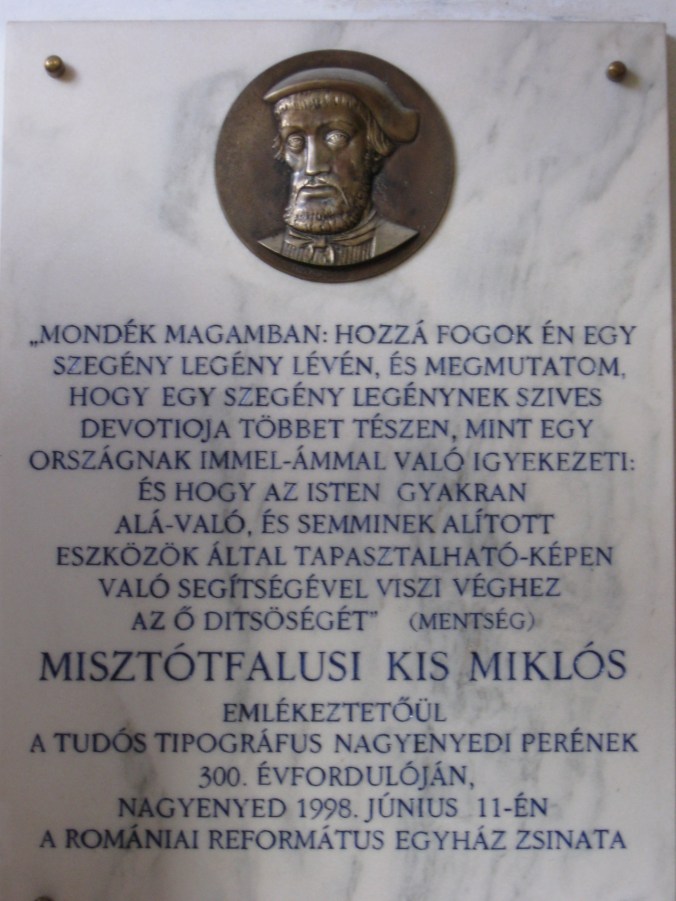 „MONDÉK MAGAMBAN: HOZZÁ FOGOK ÉN EGY
SZEGÉNY LEGÉNY LÉVÉN, ÉS MEGMUTATOM,
HOGY EGY SZEGÉNY LEGÉNYNEK SZIVES
DEVOTIOJA TÖBBET TÉSZEN, MINT EGY
ORSZÁGNAK IMMEL-ÁMMAL VALÓ IGYEKEZETI:
ÉS HOGY AZ ISTEN GYAKRAN
ALÁ-VALÓ, ÉS SEMMINEK ALÍTOTT
ESZKÖZÖK ÁLTAL TAPASZTALHATÓ-KÉPEN
VALÓ SEGÍTSÉGÉVEL VISZI VÉGHEZ
AZ Ő DITSÖSÉGÉT” (MENTSÉG)
MISZTÓTFALUSI KIS MIKLÓS
EMLÉKEZTETŐÜL
A TUDÓS TIPOGRÁFUS NAGYENYEDI PERÉNEK
300. ÉVFORDULÓJÁN,
NAGYENYED 1998. JÚNIUS 11-ÉN
A ROMÁNIAI REFORMÁTUS EGYHÁZ ZSINATA